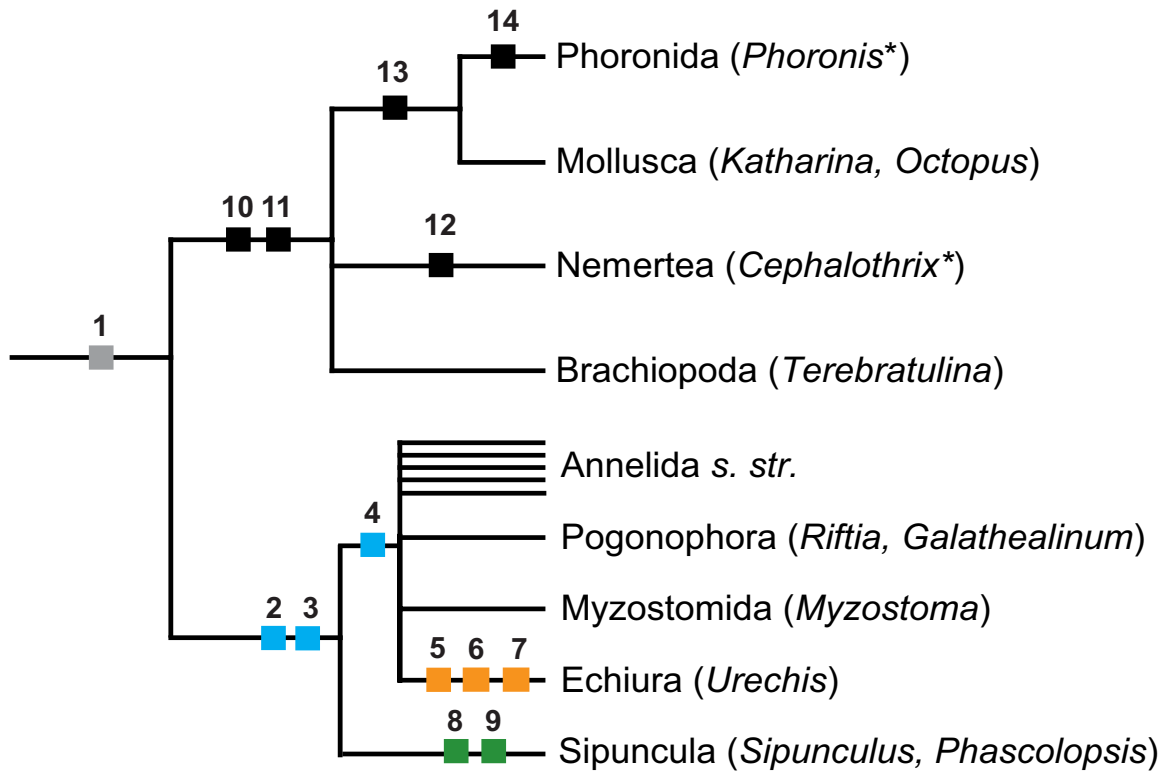 14
Phoronida (Phoronis*)
13
Mollusca (Katharina, Octopus)
10 11
12
Nemertea (Cephalothrix*)
1
Brachiopoda (Terebratulina)
Annelida s. str.
4
Pogonophora (Riftia, Galathealinum)
2 3
Myzostomida (Myzostoma)
5 6 7
Echiura (Urechis)
8 9
Sipuncula (Sipunculus, Phascolopsis)